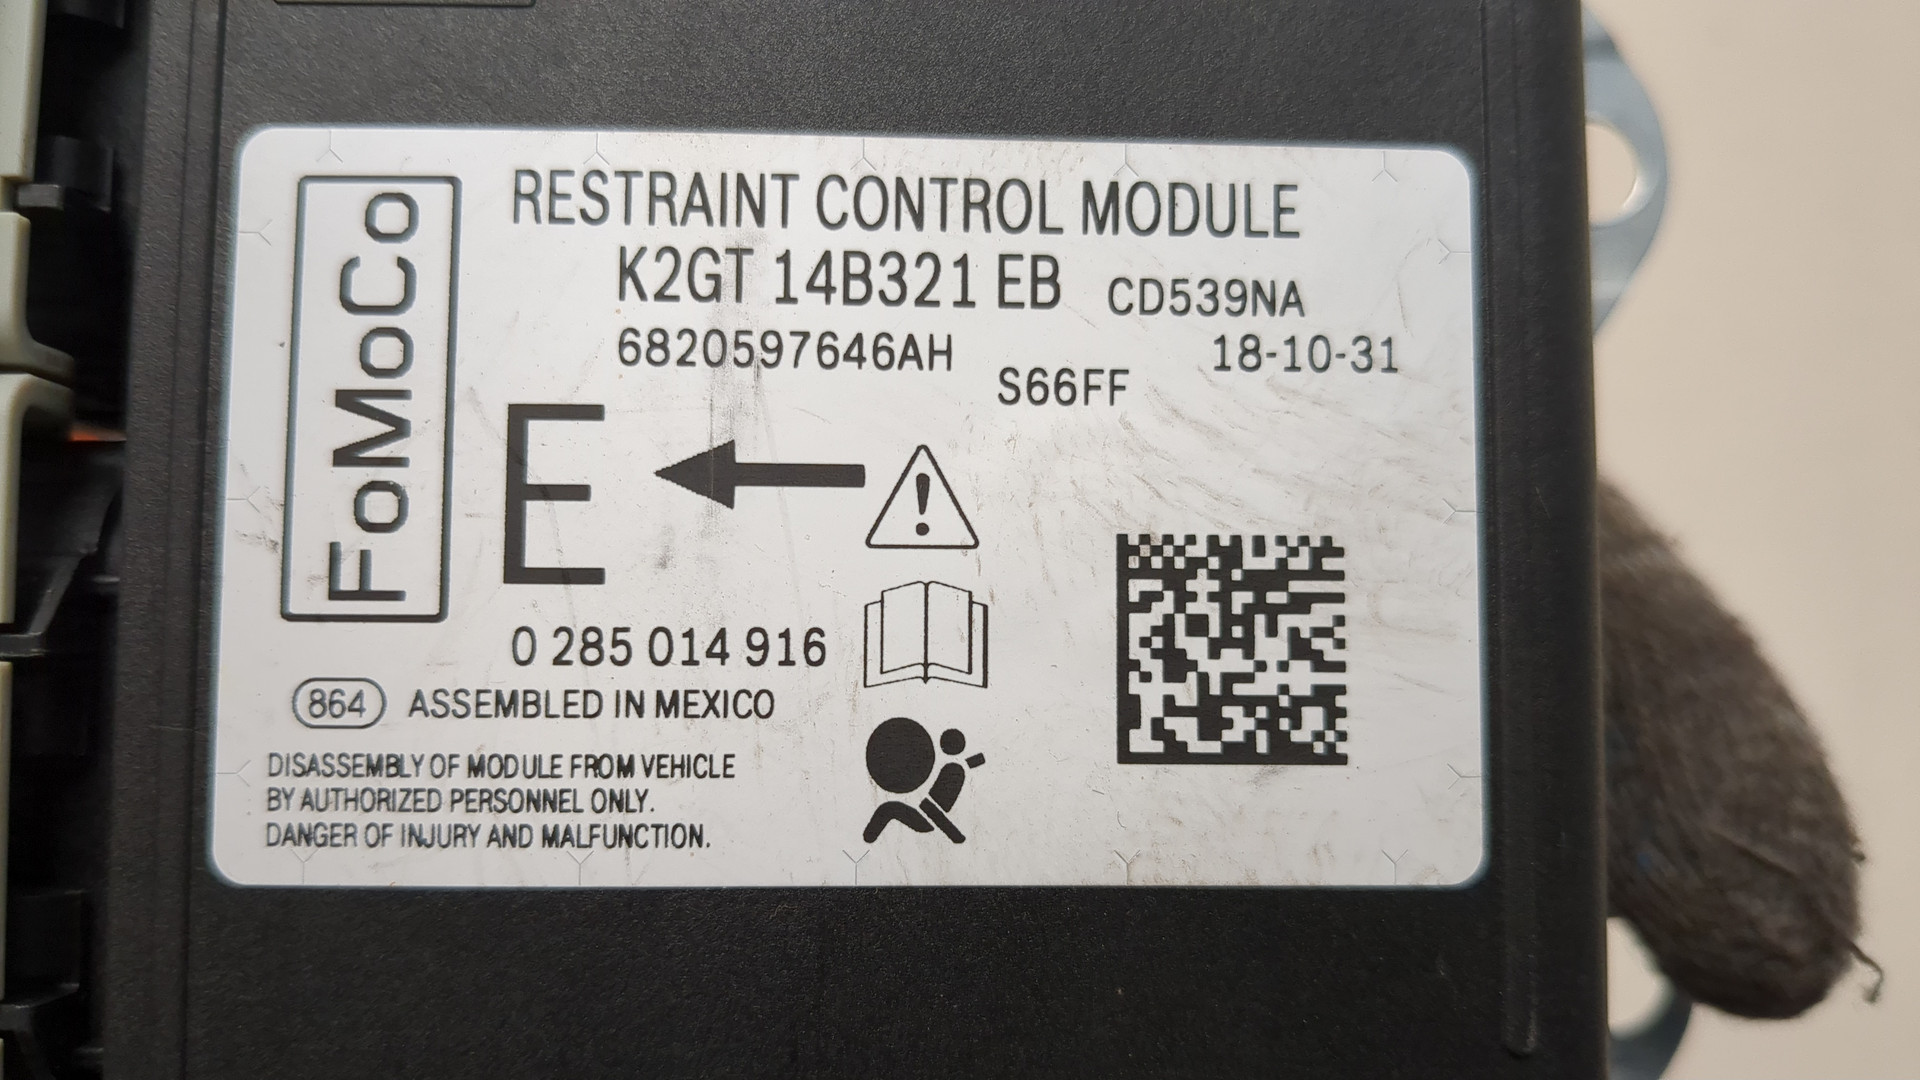 FoMoCo
RESTRAINT CONTROL MODULE
K2GT 14B321 EB CD539NA
6820597646AH 18-10-31
S66FF
E
0 285 014 916
864 ASSEMBLED IN MEXICO
DISASSEMBLY OF MODULE FROM VEHICLE
BY AUTHORIZED PERSONNEL ONLY.
DANGER OF INJURY AND MALFUNCTION.